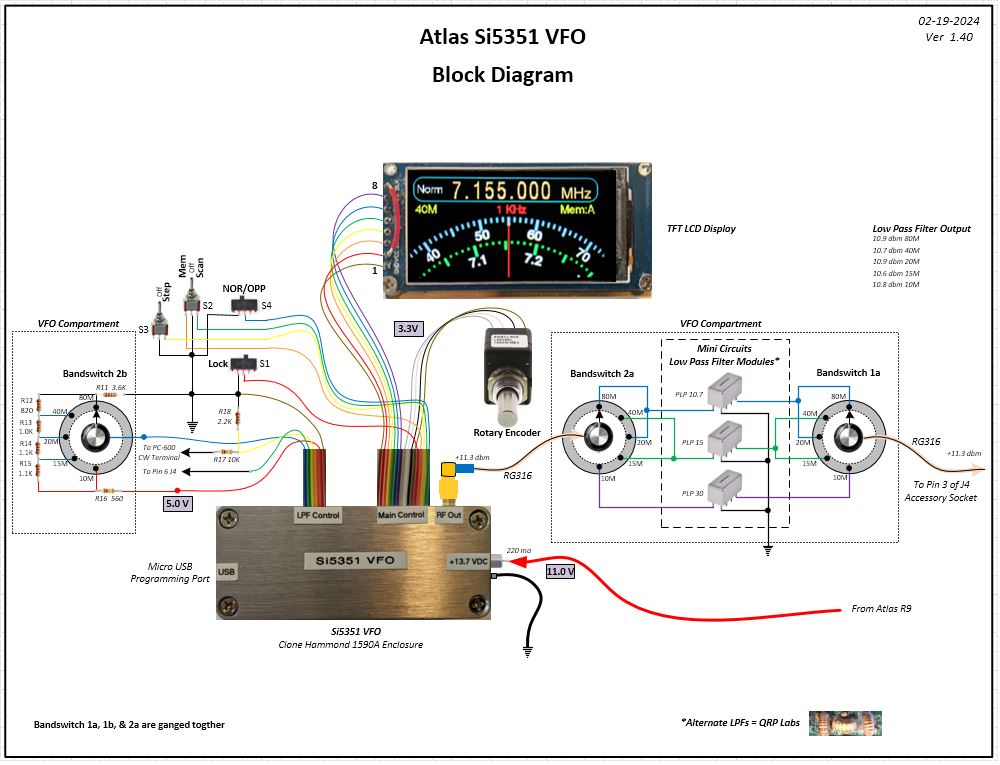 Atlas Si5351 VFO
Block Diagram
02-19-2024
Ver 1.40
8
1
Norm 7.155.000 MHz
40M 1 KHz Mem:A
40 50 60 70
7.1 7.2
GND VCC
TFT LCD Display
Low Pass Filter Output
10.9 dbm 80M
10.7 dbm 40M
10.9 dbm 20M
10.6 dbm 15M
10.8 dbm 10M
Off
Step
S3
Mem
Off
Scan
S2
NOR/OPP
S4
Lock
S1
3.3V
Rotary Encoder
VFO Compartment
Bandswitch 2b
R11 3.6K
R12
820
R13
1.0K
R14
1.1K
R15
1.1K
R16 560
80M
40M
20M
15M
10M
R18
2.2K
R17 10K
To PC-600
CW Terminal
To Pin 6 J4
5.0 V
VFO Compartment
Mini Circuits
Low Pass Filter Modules*
Bandswitch 2a
80M
40M
20M
15M
10M
PLP 10.7
PLP 15
PLP 30
Bandswitch 1a
80M
40M
20M
15M
10M
RG316
+11.3 dbm
To Pin 3 of J4
Accessory Socket
+11.3 dbm
RG316
LPF Control
Main Control
RF Out
Si5351 VFO
USB
+13.7 VDC
220 ma
11.0 V
Micro USB
Programming Port
From Atlas R9
Si5351 VFO
Clone Hammond 1590A Enclosure
Bandswitch 1a, 1b, & 2a are ganged togther
*Alternate LPFs = QRP Labs